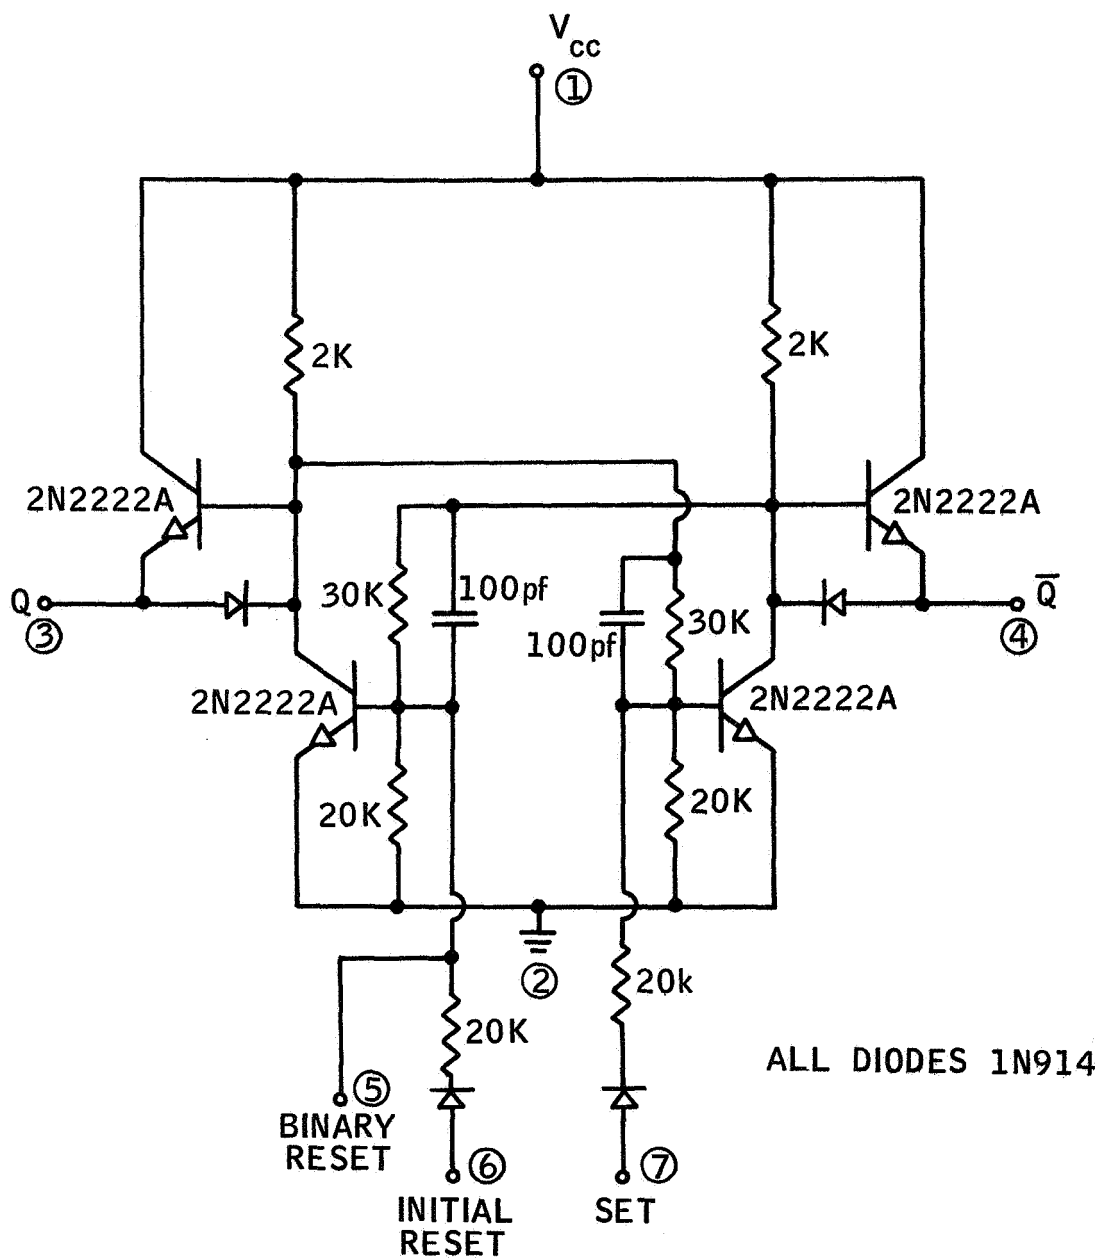 Vcc
①
2K
2K
2N2222A
2N2222A
Q
③
30K
100pf
100pf
30K
Q̅
④
2N2222A
2N2222A
20K
20K
②
20k
20K
ALL DIODES 1N914
⑤
BINARY
RESET
⑥
INITIAL
RESET
⑦
SET